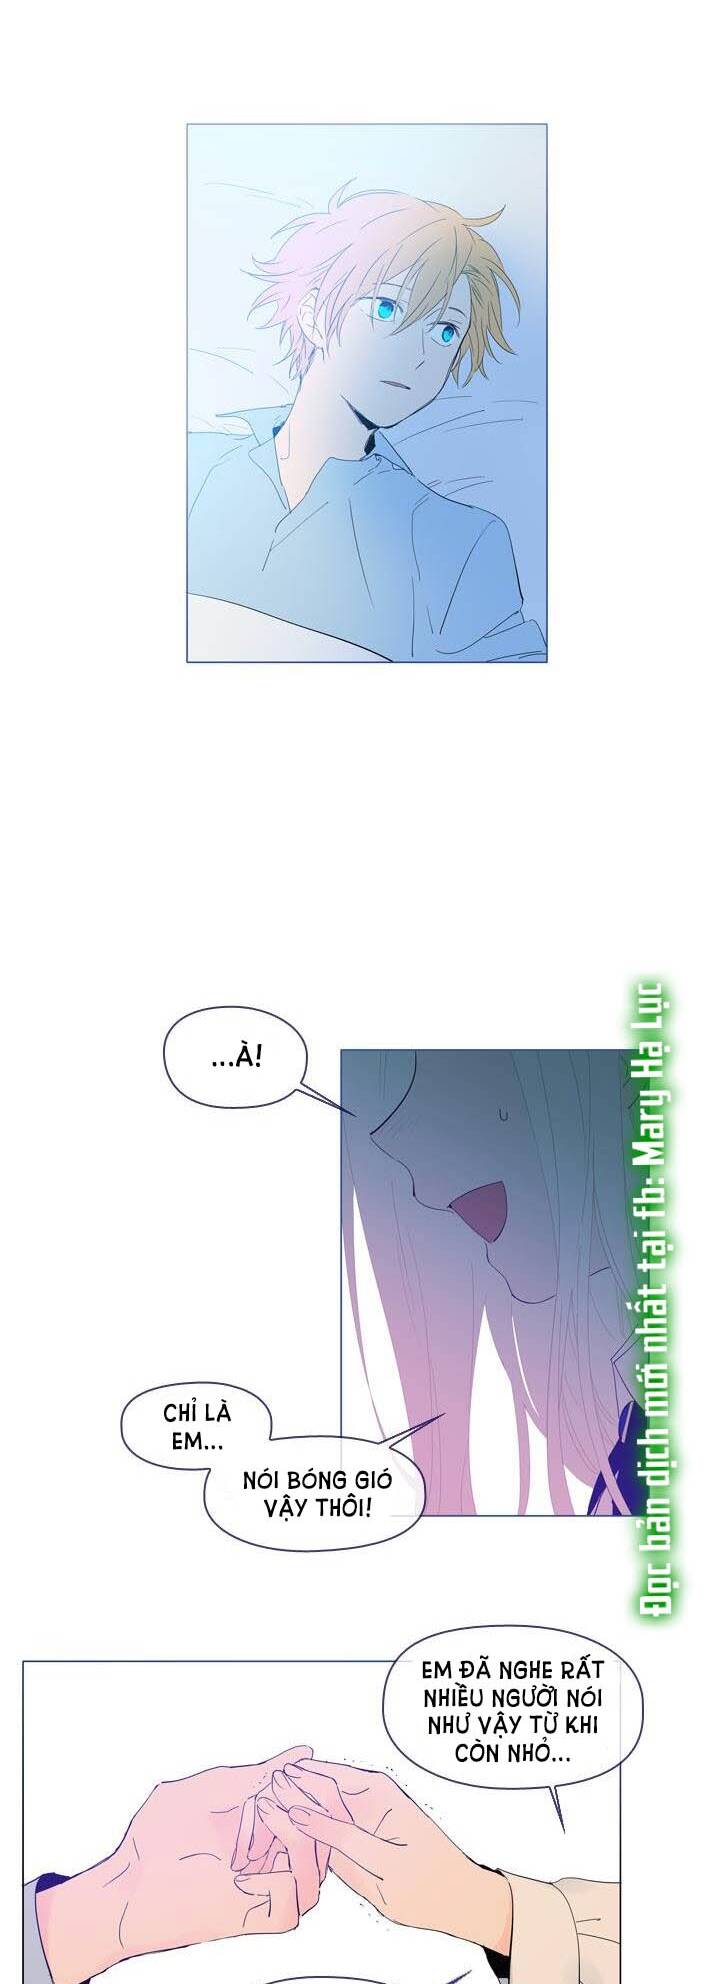 ...À!
CHỈ LÀ
EM...
NÓI BÓNG GIÓ
VẬY THÔI!
Đọc bản dịch mới nhất tại fb: Mary Hạ Lục
EM ĐÃ NGHE RẤT
NHIỀU NGƯỜI NÓI
NHƯ VẬY TỪ KHI
CÒN NHỎ...